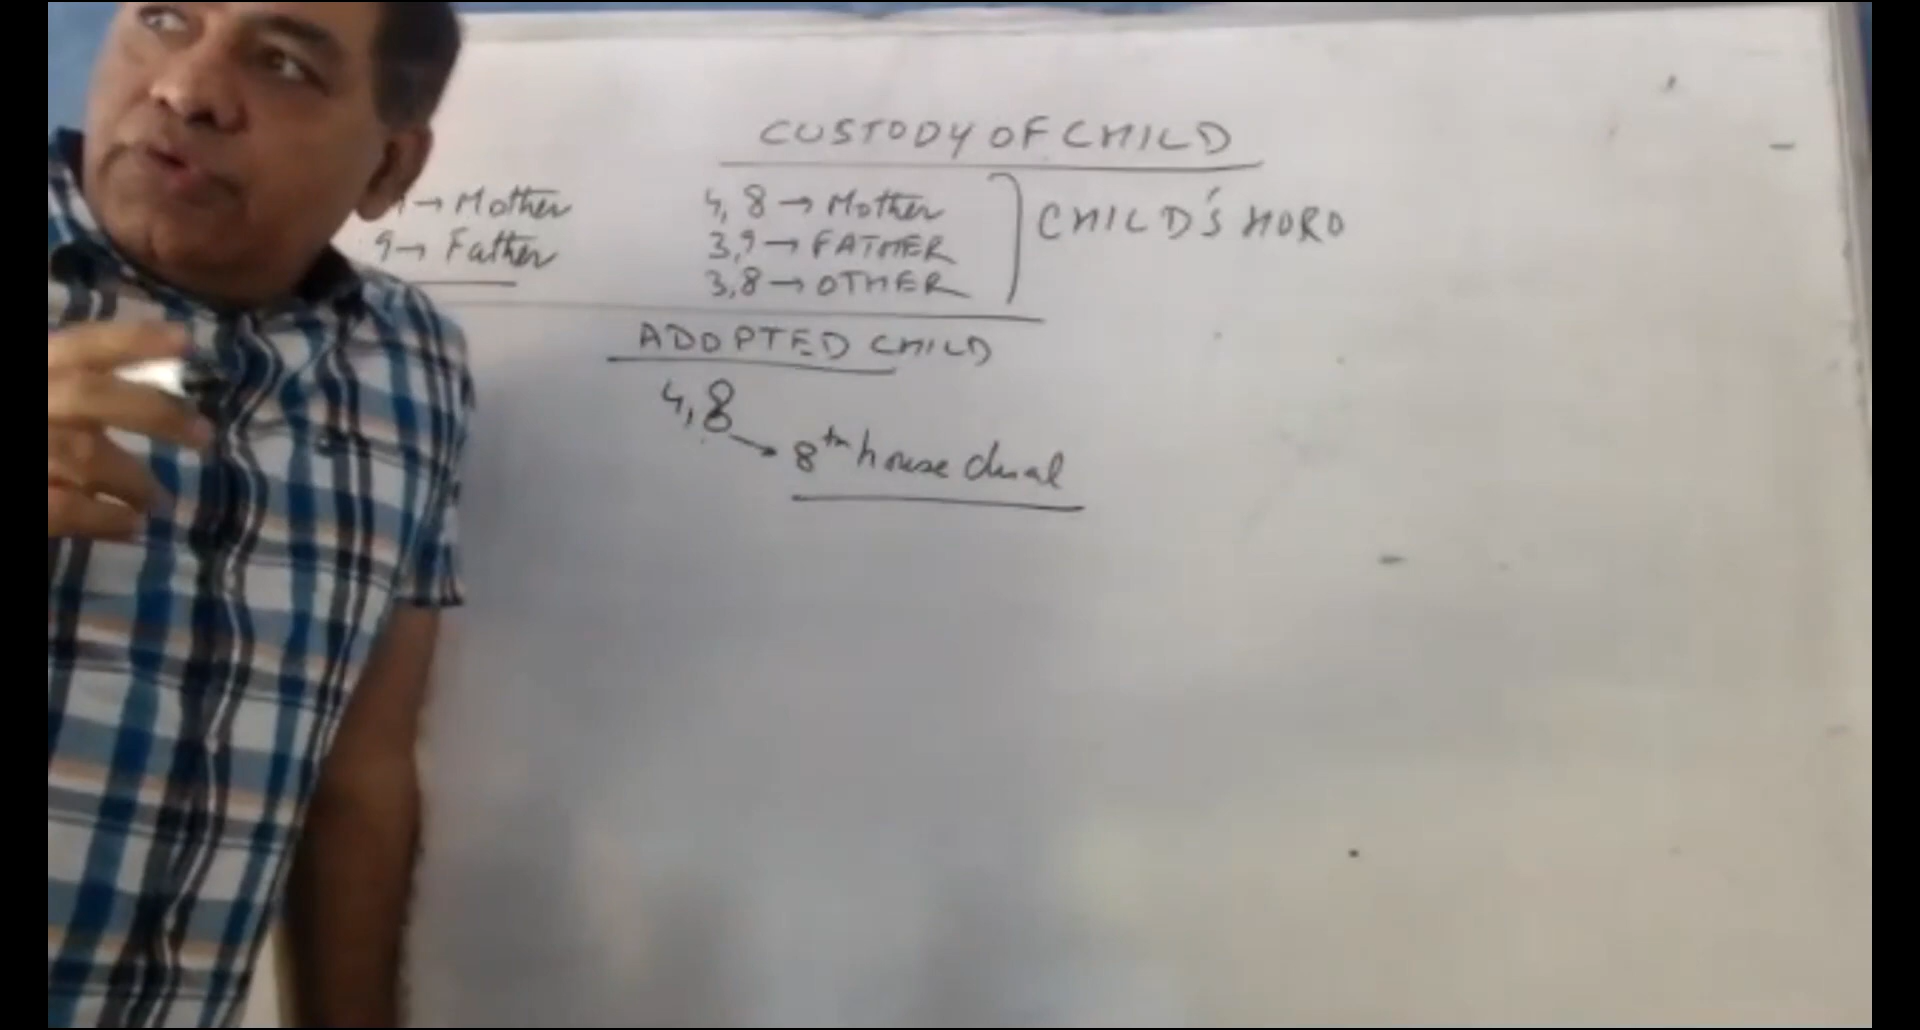 CUSTODY OF CHILD
→ Mother
9 → Father
4, 8 → Mother
3, 9 → FATHER
3, 8 → OTHER
CHILD'S HORO
ADOPTED CHILD
4, 8
→ 8th house dual